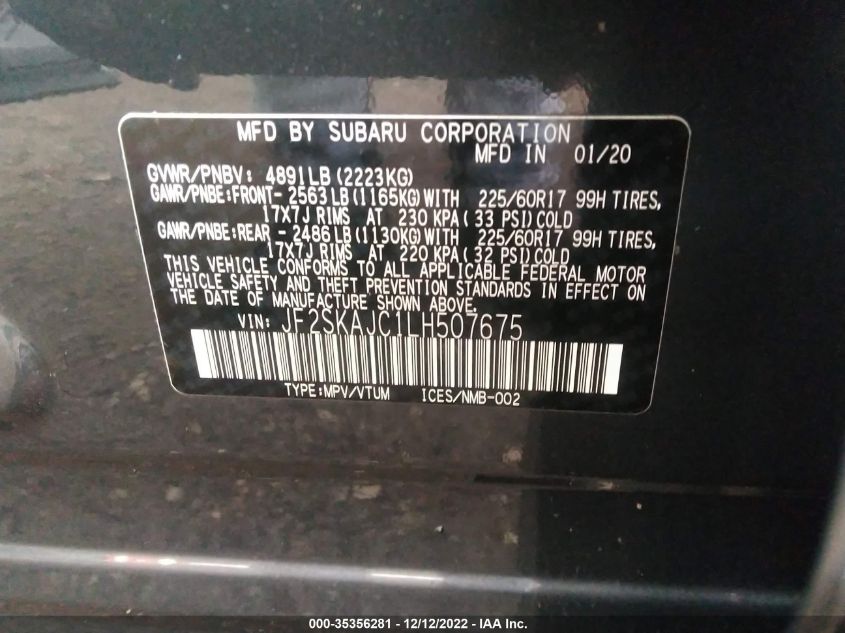 MFD BY SUBARU CORPORATION
MFD IN 01/20
GVWR/PNBV: 4891LB (2223KG)
GAWR/PNBE:FRONT- 2563LB(1165KG)WITH 225/60R17 99H TIRES,
17X7J RIMS AT 230 KPA( 33 PSI)COLD
GAWR/PNBE:REAR - 2486LB(1130KG)WITH 225/60R17 99H TIRES,
17X7J RIMS AT 220 KPA( 32 PSI)COLD
THIS VEHICLE CONFORMS TO ALL APPLICABLE FEDERAL MOTOR
VEHICLE SAFETY AND THEFT PREVENTION STANDARDS IN EFFECT ON
THE DATE OF MANUFACTURE SHOWN ABOVE.
VIN: JF2SKAJC1LH507675
TYPE:MPV/VTUM ICES/NMB-002
000-35356281 - 12/12/2022 - IAA Inc.